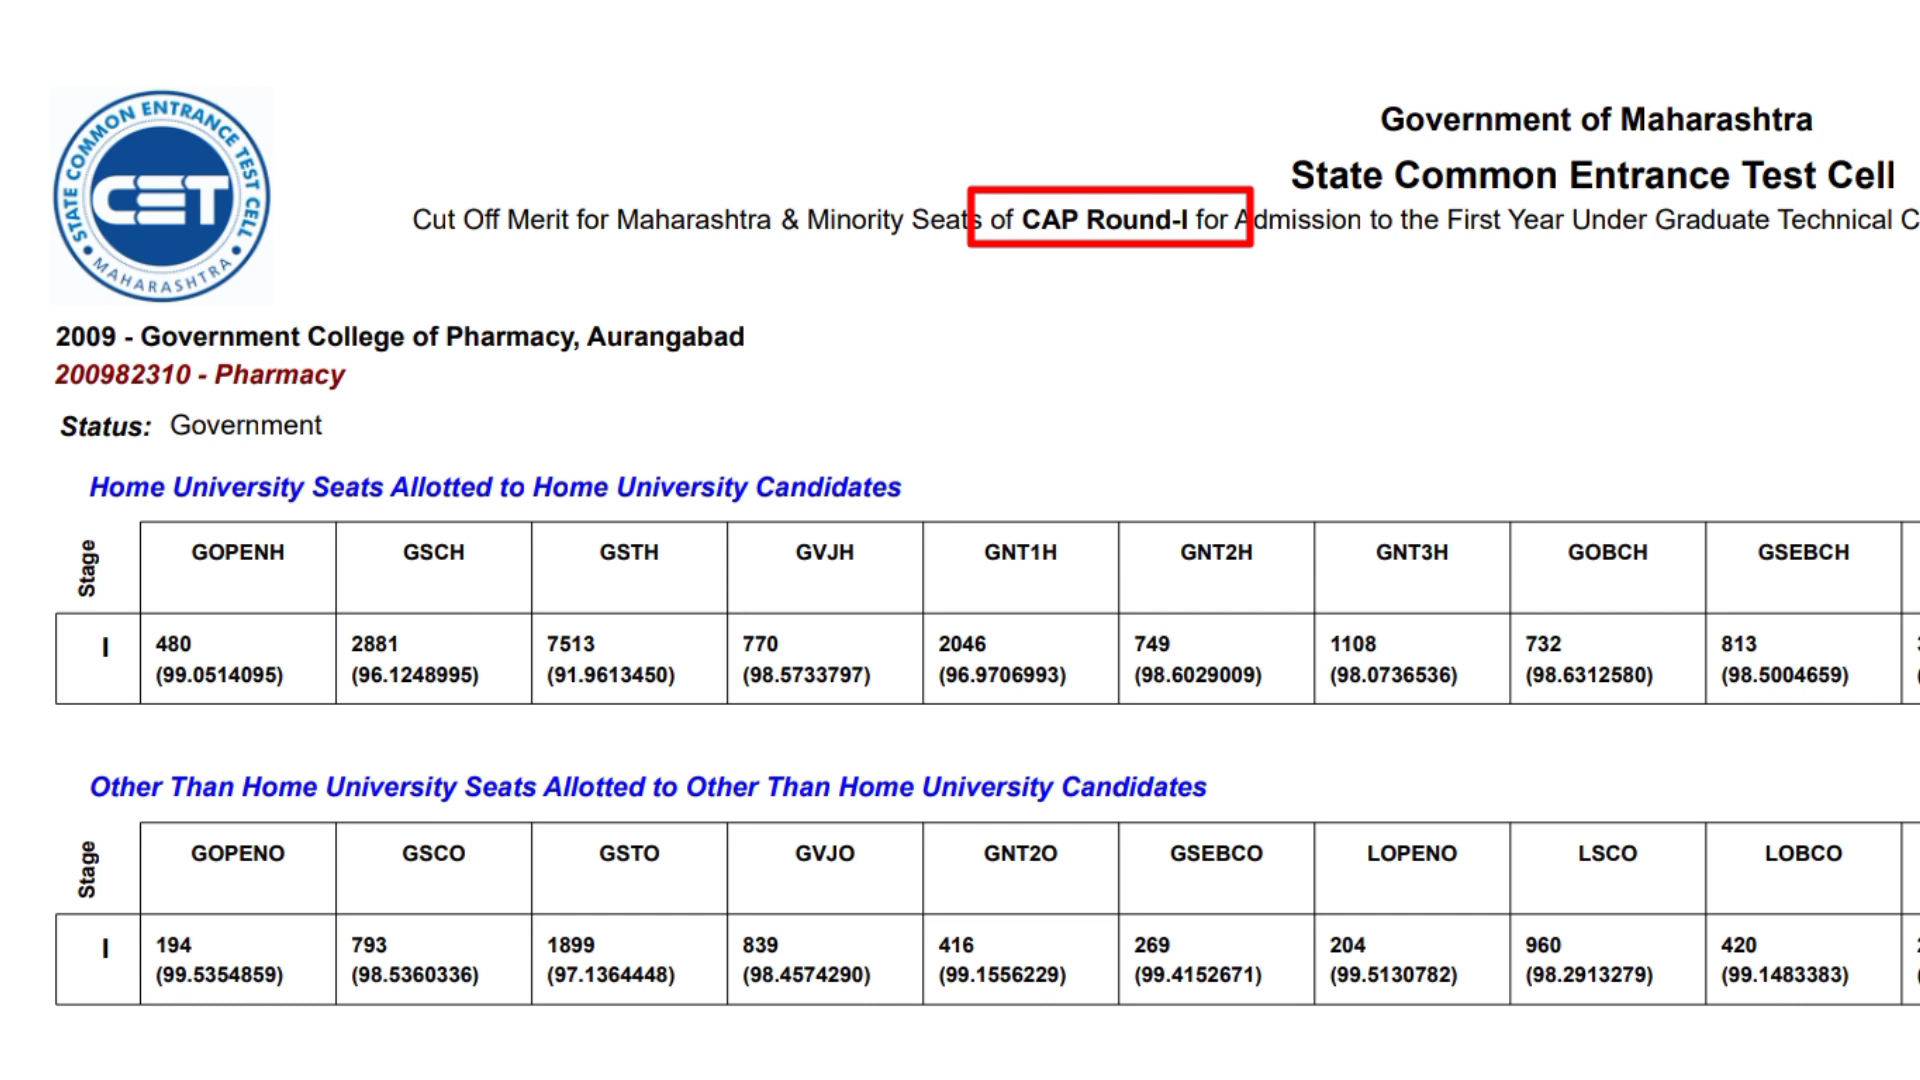 STATE COMMON ENTRANCE TEST CELL
CET
MAHARASHTRA
Government of Maharashtra
State Common Entrance Test Cell
Cut Off Merit for Maharashtra & Minority Seats of CAP Round-I for Admission to the First Year Under Graduate Technical C
2009 - Government College of Pharmacy, Aurangabad
200982310 - Pharmacy
Status: Government
Home University Seats Allotted to Home University Candidates
Stage GOPENH GSCH GSTH GVJH GNT1H GNT2H GNT3H GOBCH GSEBCH
I 480 2881 7513 770 2046 749 1108 732 813
(99.0514095) (96.1248995) (91.9613450) (98.5733797) (96.9706993) (98.6029009) (98.0736536) (98.6312580) (98.5004659)
Other Than Home University Seats Allotted to Other Than Home University Candidates
Stage GOPENO GSCO GSTO GVJO GNT2O GSEBCO LOPENO LSCO LOBCO
I 194 793 1899 839 416 269 204 960 420
(99.5354859) (98.5360336) (97.1364448) (98.4574290) (99.1556229) (99.4152671) (99.5130782) (98.2913279) (99.1483383)